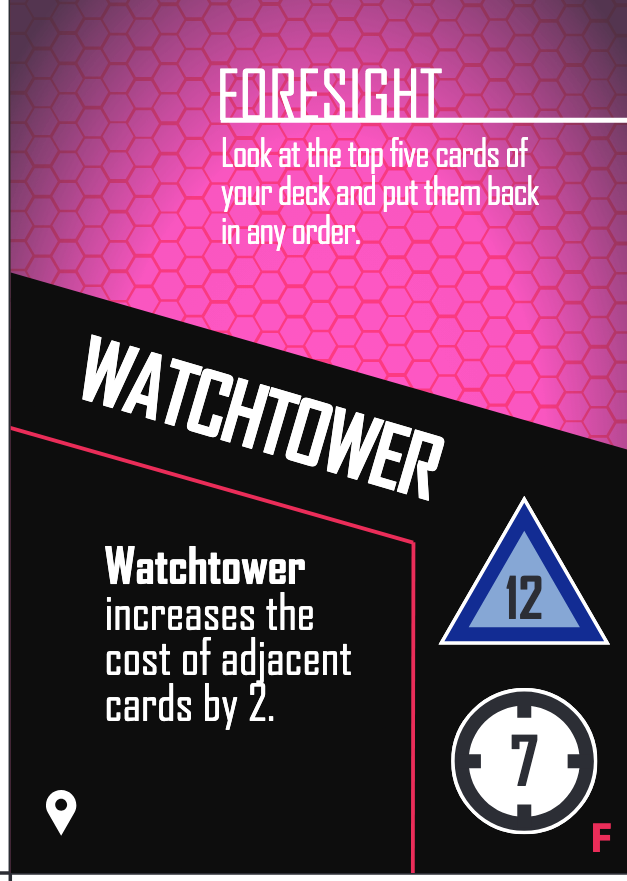 FORESIGHT
Look at the top five cards of
your deck and put them back
in any order.
WATCHTOWER
Watchtower
increases the
cost of adjacent
cards by 2.
12
7
F